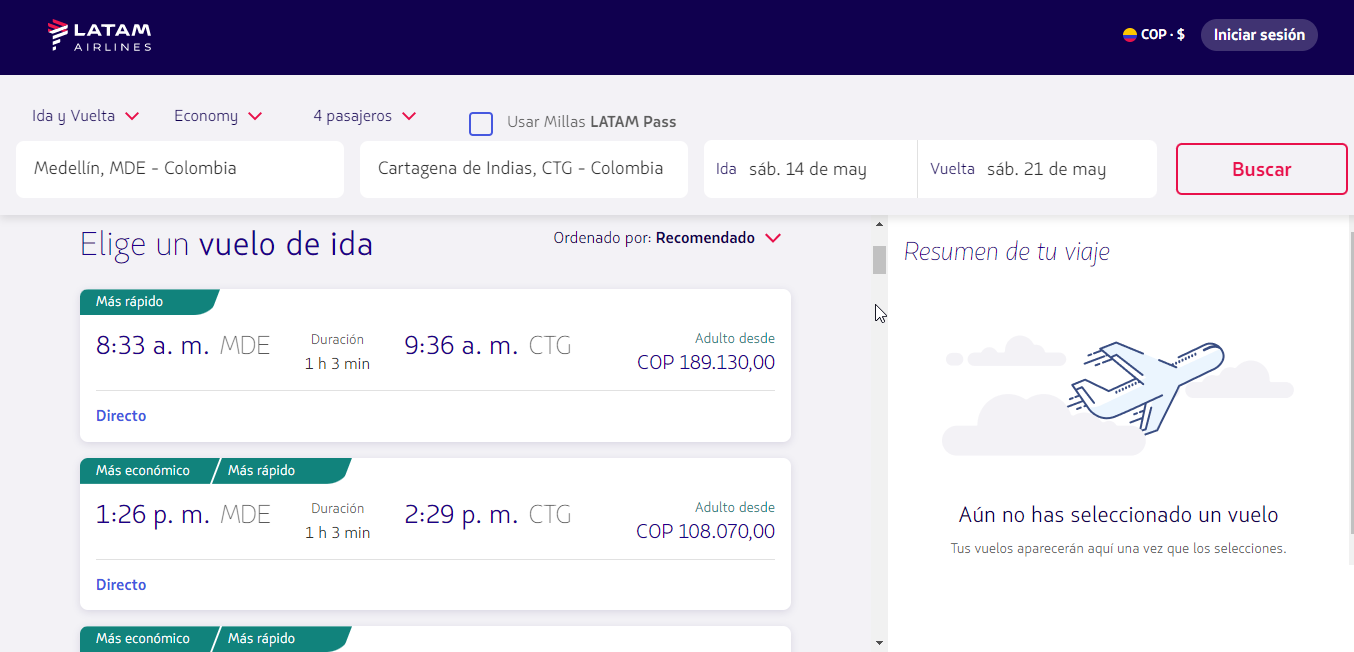 LATAM
AIRLINES
COP · $
Iniciar sesión
Ida y Vuelta
Economy
4 pasajeros
Usar Millas LATAM Pass
Medellín, MDE - Colombia
Cartagena de Indias, CTG - Colombia
Ida sáb. 14 de may
Vuelta sáb. 21 de may
Buscar
Elige un vuelo de ida
Ordenado por: Recomendado
Más rápido
8:33 a. m. MDE
Duración
1 h 3 min
9:36 a. m. CTG
Adulto desde
COP 189.130,00
Directo
Más económico
Más rápido
1:26 p. m. MDE
Duración
1 h 3 min
2:29 p. m. CTG
Adulto desde
COP 108.070,00
Directo
Más económico
Más rápido
Resumen de tu viaje
Aún no has seleccionado un vuelo
Tus vuelos aparecerán aquí una vez que los selecciones.